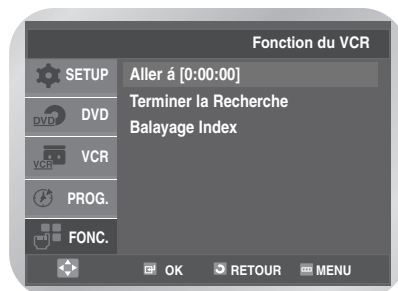 Fonction du VCR
SETUP
DVD DVD
VCR VCR
PROG.
FONC.
Aller á [0:00:00]
Terminer la Recherche
Balayage Index
OK RETOUR MENU